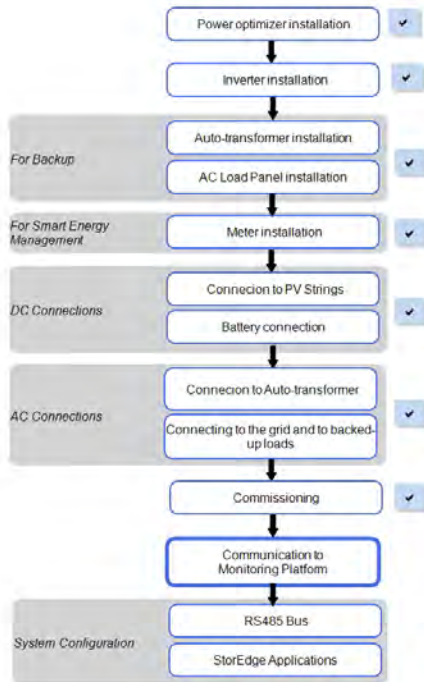 Power optimizer installation
Inverter installation
For Backup
Auto-transformer installation
AC Load Panel installation
For Smart Energy
Management
Meter installation
DC Connections
Connecion to PV Strings
Battery connection
AC Connections
Connecion to Auto-transformer
Connecting to the grid and to backed-
up loads
Commissioning
Communication to
Monitoring Platform
System Configuration
RS485 Bus
StorEdge Applications